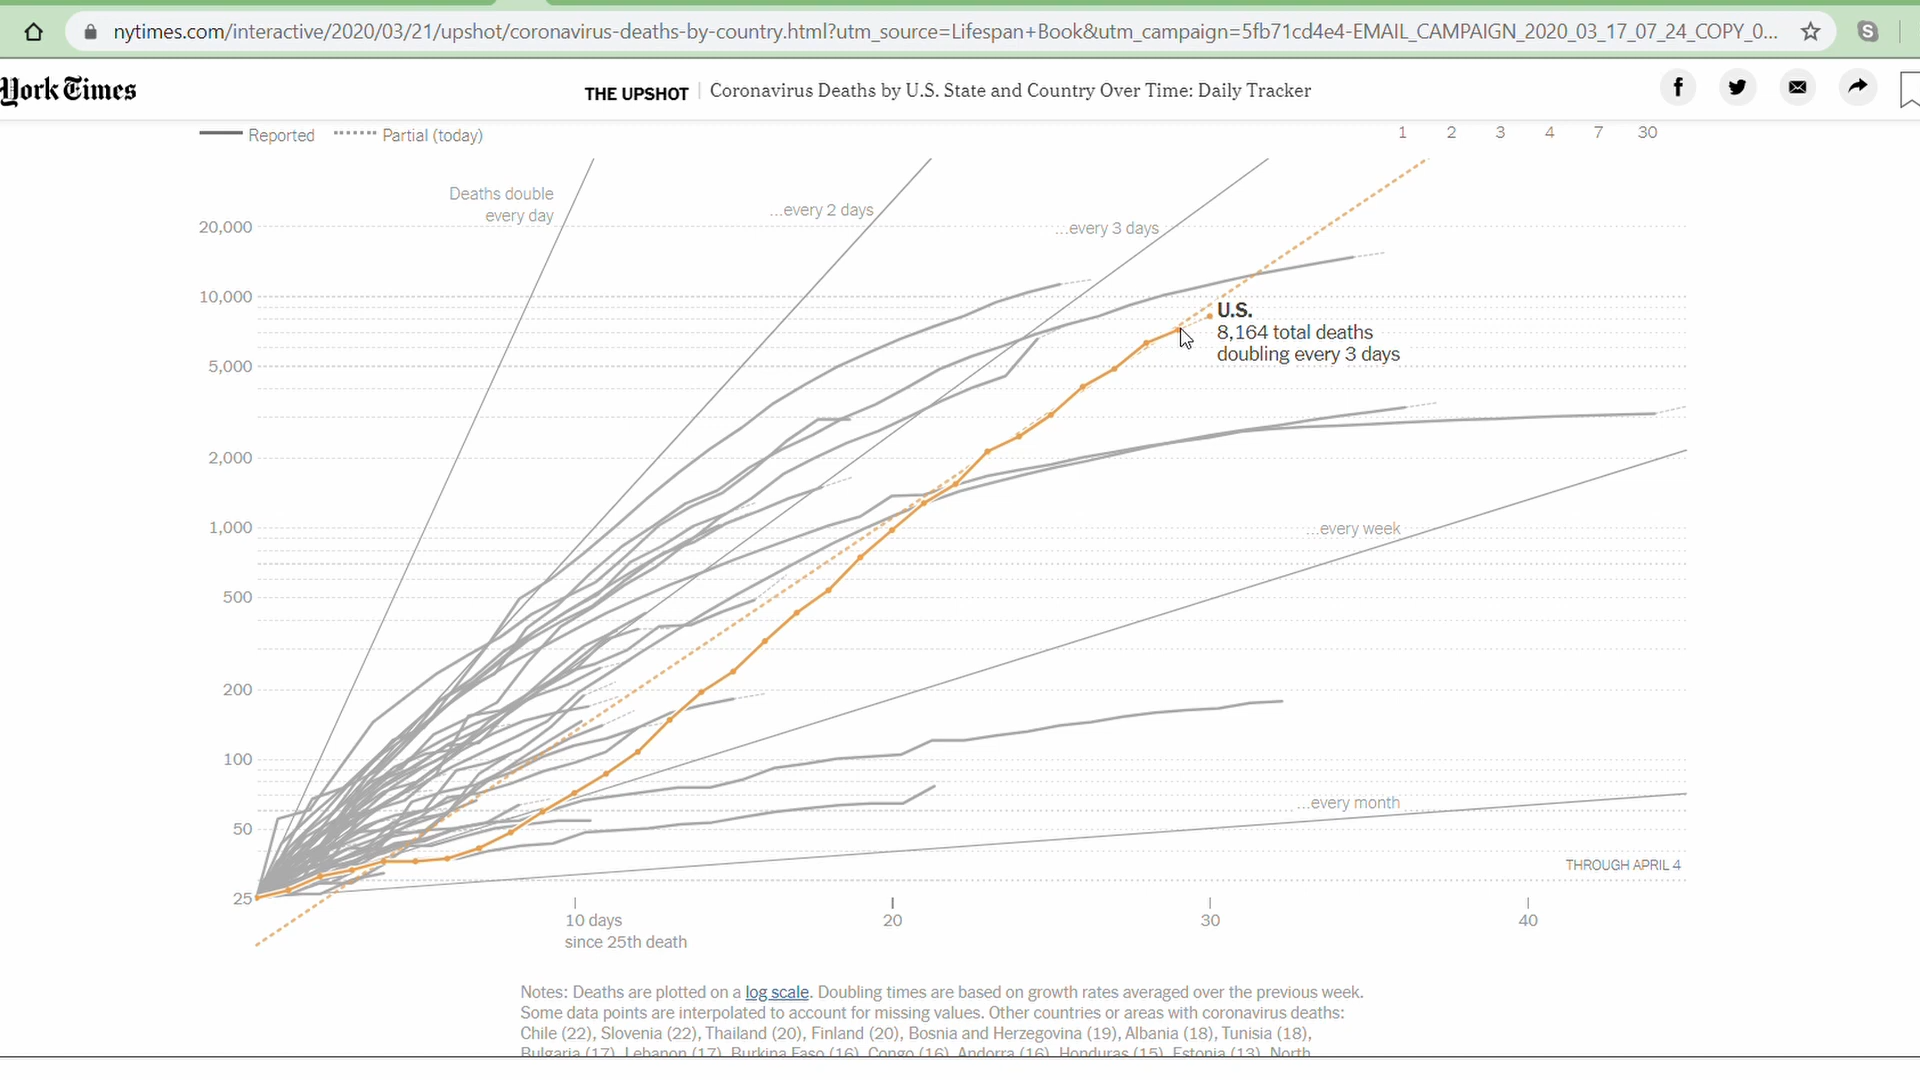 nytimes.com/interactive/2020/03/21/upshot/coronavirus-deaths-by-country.html?utm_source=Lifespan+Book&utm_campaign=5fb71cd4e4-EMAIL_CAMPAIGN_2020_03_17_07_24_COPY_0...
York Times
THE UPSHOT | Coronavirus Deaths by U.S. State and Country Over Time: Daily Tracker
Reported Partial (today)
1 2 3 4 7 30
Deaths double
every day
...every 2 days
...every 3 days
20,000
10,000
U.S.
8,164 total deaths
doubling every 3 days
5,000
2,000
1,000
...every week
500
200
100
...every month
50
THROUGH APRIL 4
25
10 days
since 25th death
20
30
40
Notes: Deaths are plotted on a log scale. Doubling times are based on growth rates averaged over the previous week.
Some data points are interpolated to account for missing values. Other countries or areas with coronavirus deaths:
Chile (22), Slovenia (22), Thailand (20), Finland (20), Bosnia and Herzegovina (19), Albania (18), Tunisia (18),
Bulgaria (17), Lebanon (17), Burkina Faso (16), Congo (16), Andorra (16), Honduras (15), Estonia (13), North